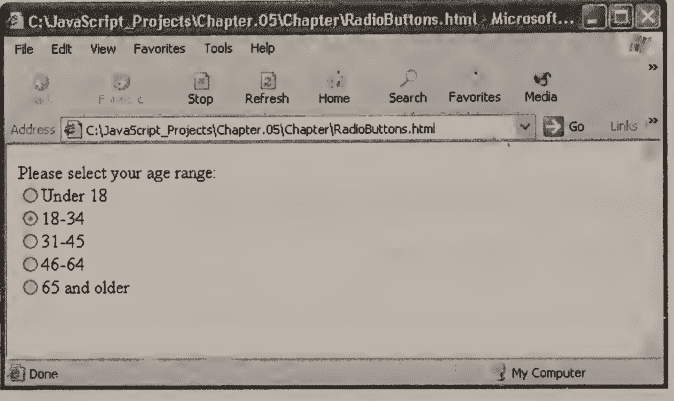 C:\JavaScript_Projects\Chapter.05\Chapter\RadioButtons.html - Microsoft...
File Edit View Favorites Tools Help
Stop Refresh Home Search Favorites Media
Address C:\JavaScript_Projects\Chapter.05\Chapter\RadioButtons.html Go Links
Please select your age range:
Under 18
18-34
31-45
46-64
65 and older
Done My Computer